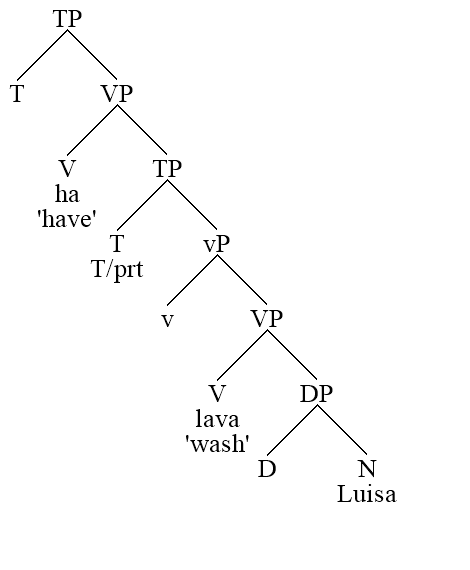 TP
T VP
V TP
ha
'have'
T vP
T/prt
v VP
V DP
lava
'wash'
D N
Luisa